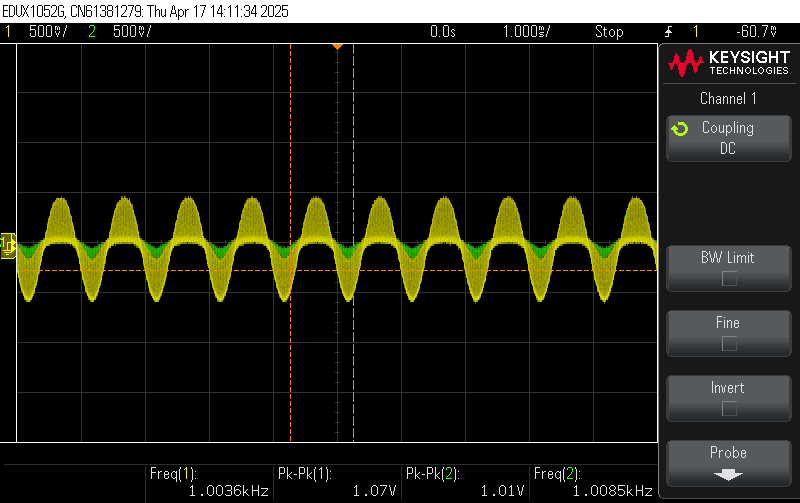 EDUX1052G, CN61381279: Thu Apr 17 14:11:34 2025
1 500mV/ 2 500mV/ 0.0s 1.000ms/ Stop 1 -60.7mV
KEYSIGHT
TECHNOLOGIES
Channel 1
Coupling
DC
BW Limit
Fine
Invert
Probe
Freq(1): Pk-Pk(1): Pk-Pk(2): Freq(2):
1.0036kHz 1.07V 1.01V 1.0085kHz